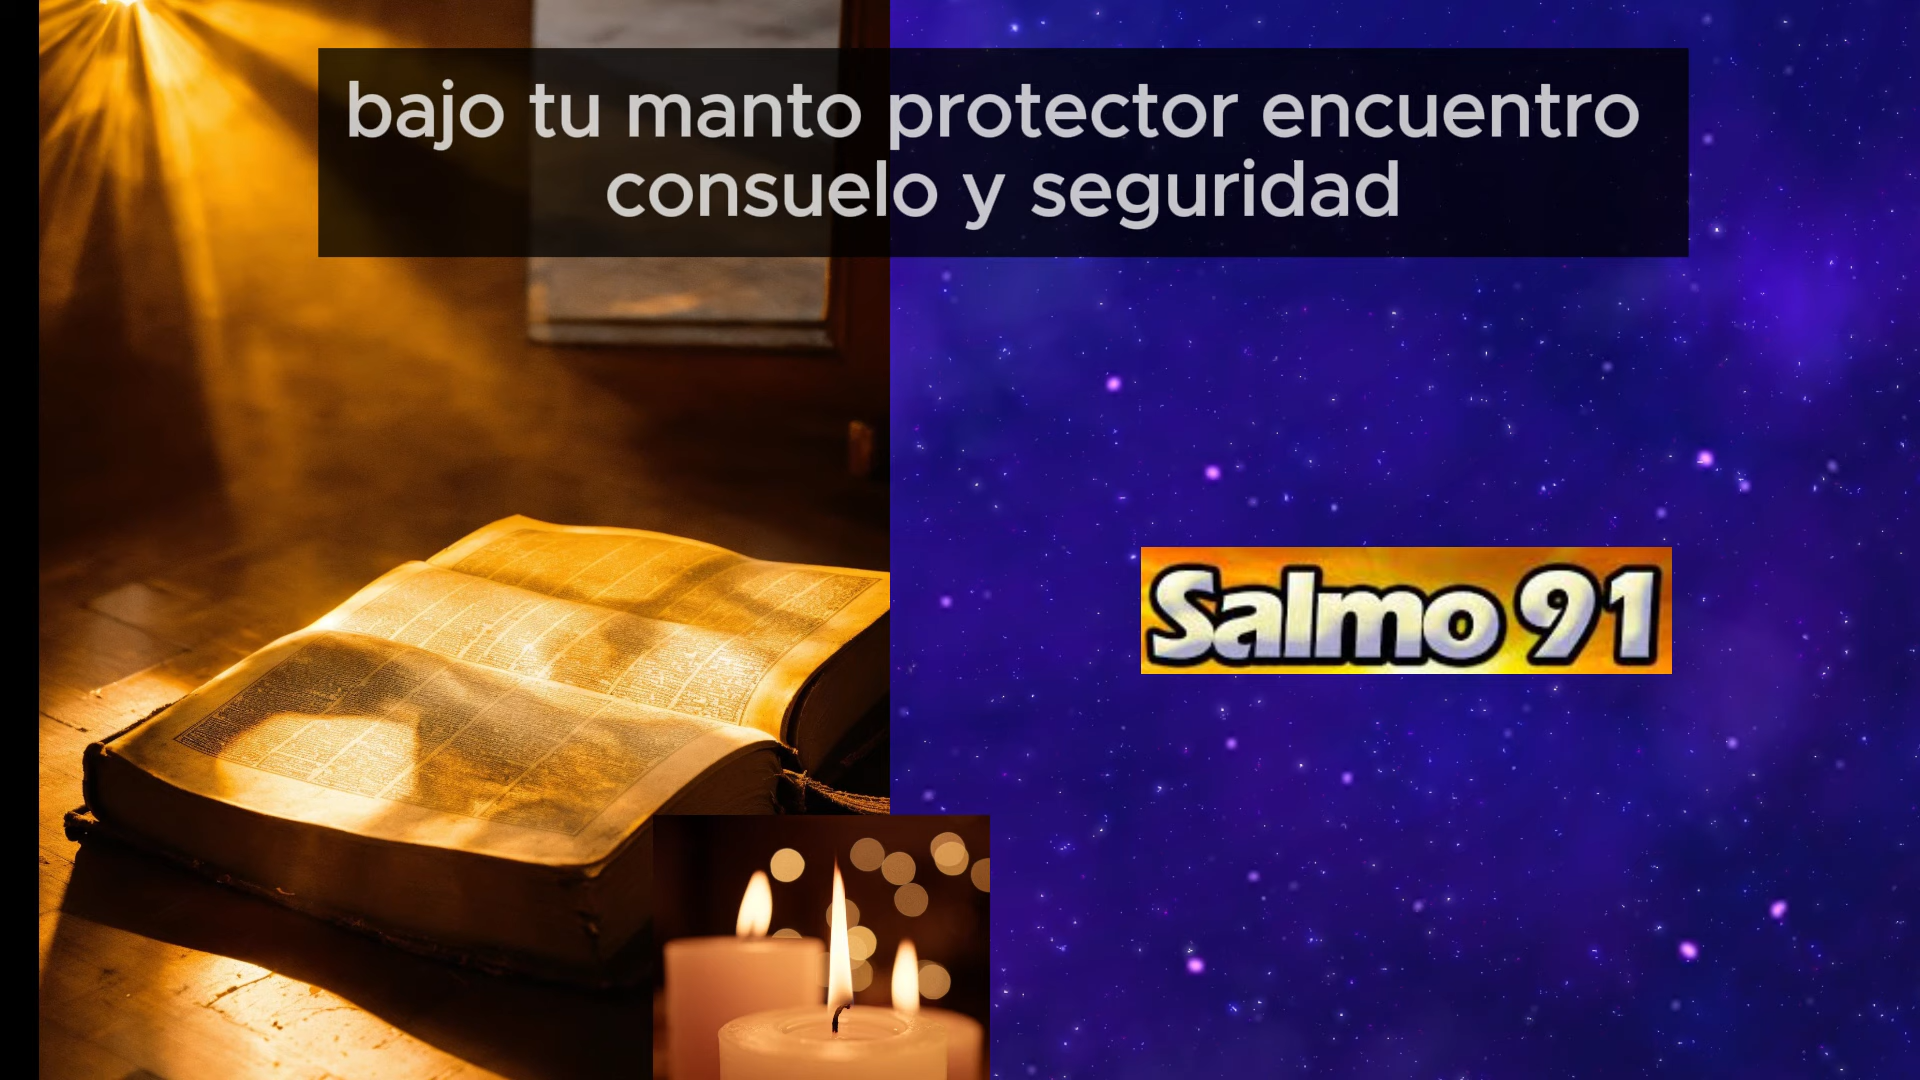 bajo tu manto protector encuentro
consuelo y seguridad
Salmo 91